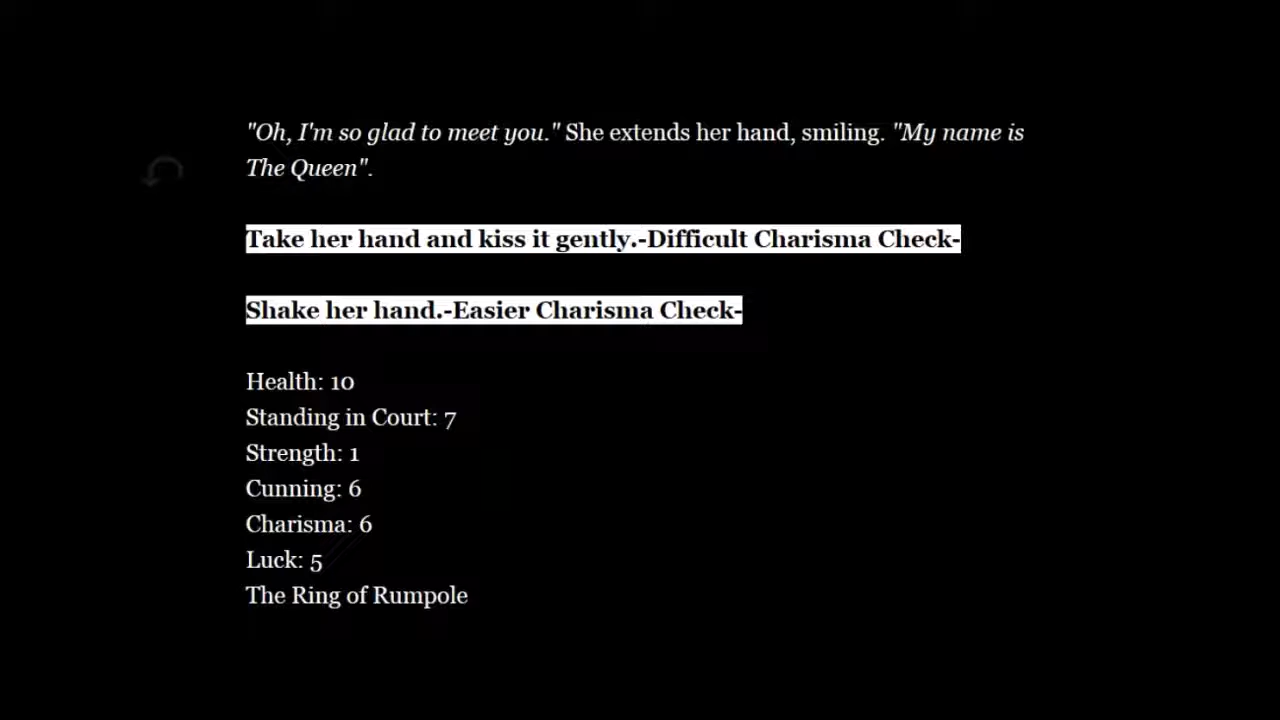 "Oh, I'm so glad to meet you." She extends her hand, smiling. "My name is
The Queen".
Take her hand and kiss it gently.-Difficult Charisma Check-
Shake her hand.-Easier Charisma Check-
Health: 10
Standing in Court: 7
Strength: 1
Cunning: 6
Charisma: 6
Luck: 5
The Ring of Rumpole